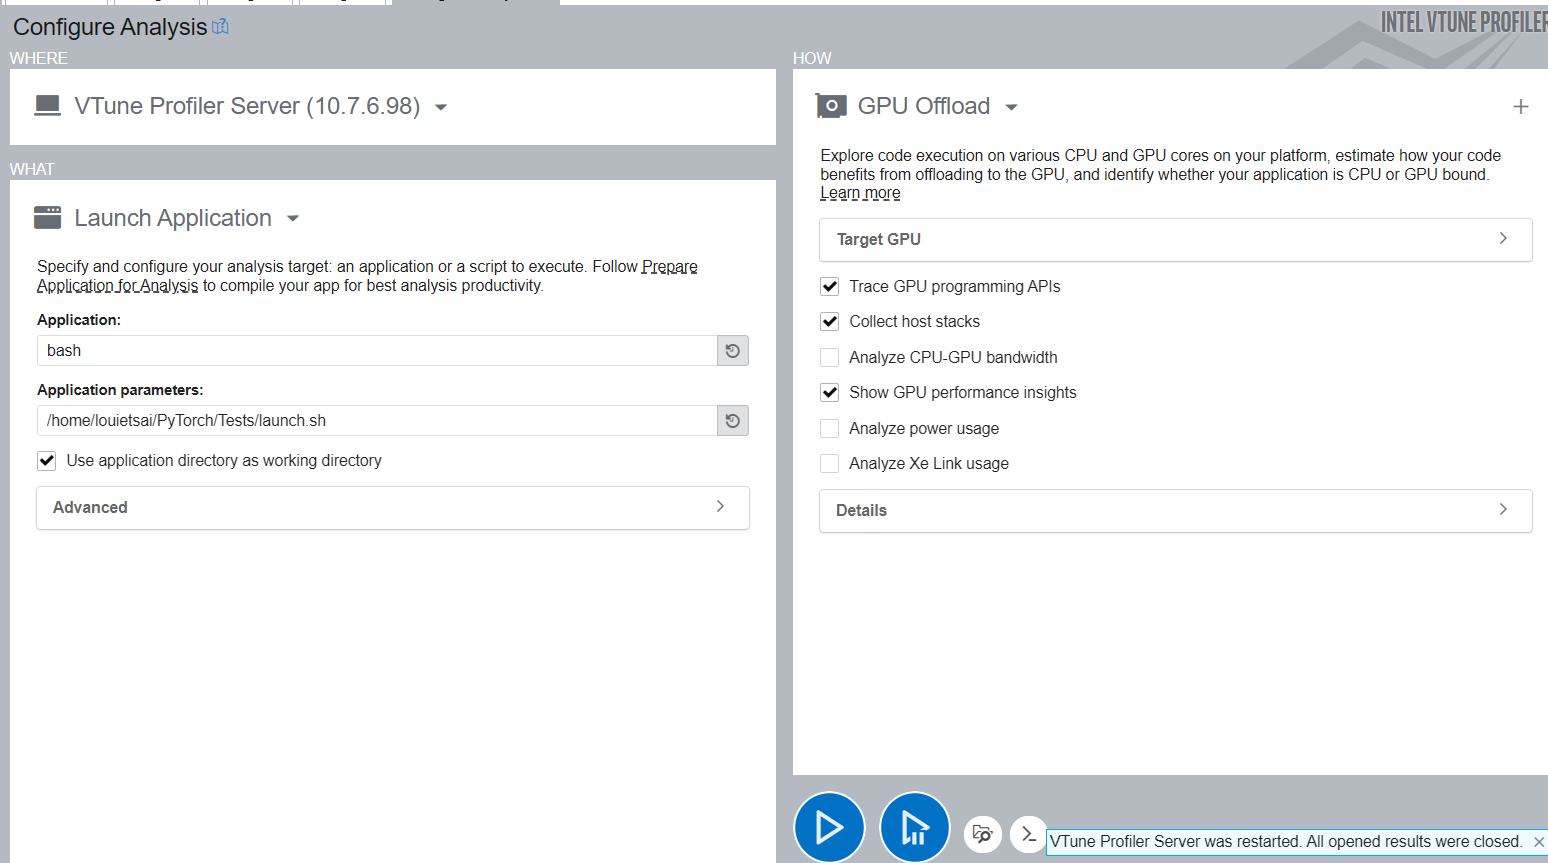 Configure Analysis
INTEL VTUNE PROFILER
WHERE
VTune Profiler Server (10.7.6.98)
WHAT
Launch Application
Specify and configure your analysis target: an application or a script to execute. Follow Prepare
Application for Analysis to compile your app for best analysis productivity.
Application:
bash
Application parameters:
/home/louietsai/PyTorch/Tests/launch.sh
Use application directory as working directory
Advanced
HOW
GPU Offload
Explore code execution on various CPU and GPU cores on your platform, estimate how your code
benefits from offloading to the GPU, and identify whether your application is CPU or GPU bound.
Learn more
Target GPU
Trace GPU programming APIs
Collect host stacks
Analyze CPU-GPU bandwidth
Show GPU performance insights
Analyze power usage
Analyze Xe Link usage
Details
VTune Profiler Server was restarted. All opened results were closed.